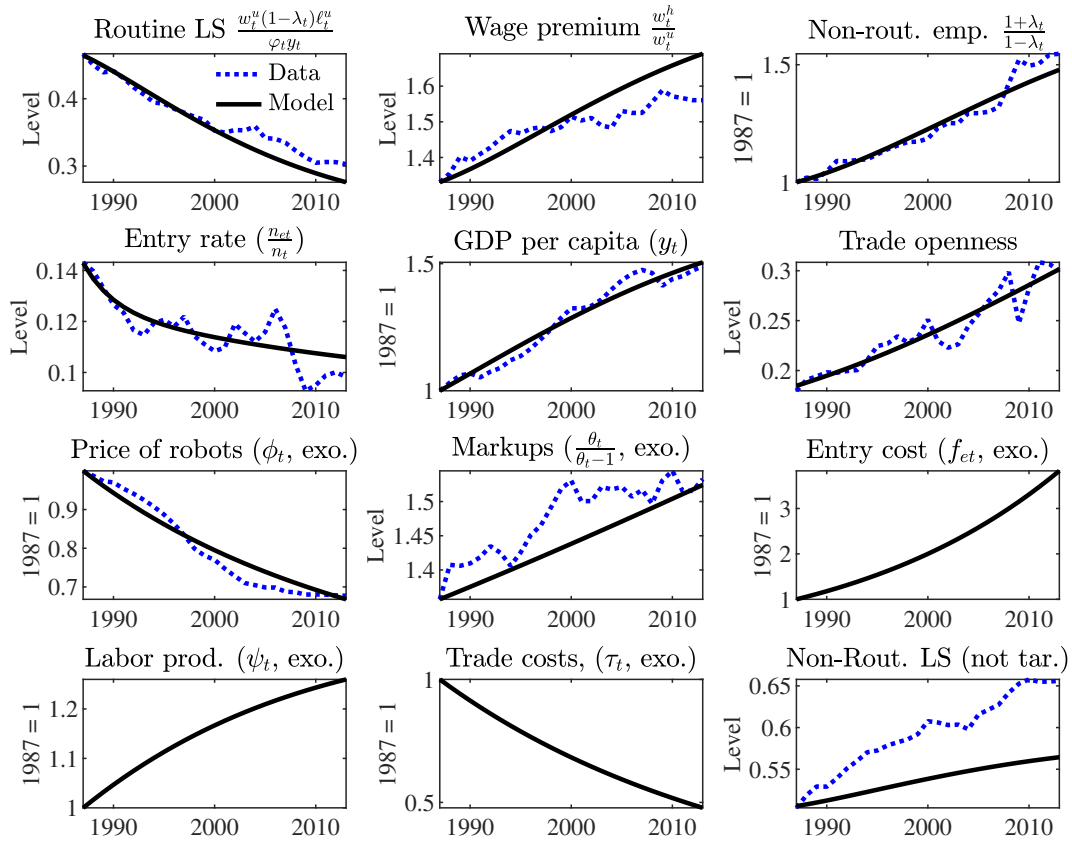 Routine LS $\frac{w_t^u(1-\lambda_t)\ell_t^u}{\varphi_t y_t}$
Level
0.4
0.3
Data
Model
1990 2000 2010
Wage premium $\frac{w_t^h}{w_t^u}$
Level
1.6
1.5
1.4
1990 2000 2010
Non-rout. emp. $\frac{1+\lambda_t}{1-\lambda_t}$
1987 = 1
1.5
1
1990 2000 2010
Entry rate ($\frac{n_{et}}{n_t}$)
Level
0.14
0.12
0.1
1990 2000 2010
GDP per capita ($y_t$)
1987 = 1
1.5
1
1990 2000 2010
Trade openness
Level
0.3
0.25
0.2
1990 2000 2010
Price of robots ($\phi_t$, exo.)
1987 = 1
0.9
0.8
0.7
1990 2000 2010
Markups ($\frac{\theta_t}{\theta_t-1}$, exo.)
Level
1.5
1.45
1.4
1990 2000 2010
Entry cost ($f_{et}$, exo.)
1987 = 1
3
2
1
1990 2000 2010
Labor prod. ($\psi_t$, exo.)
1987 = 1
1.2
1.1
1
1990 2000 2010
Trade costs, ($\tau_t$, exo.)
1987 = 1
1
0.5
1990 2000 2010
Non-Rout. LS (not tar.)
Level
0.65
0.6
0.55
1990 2000 2010